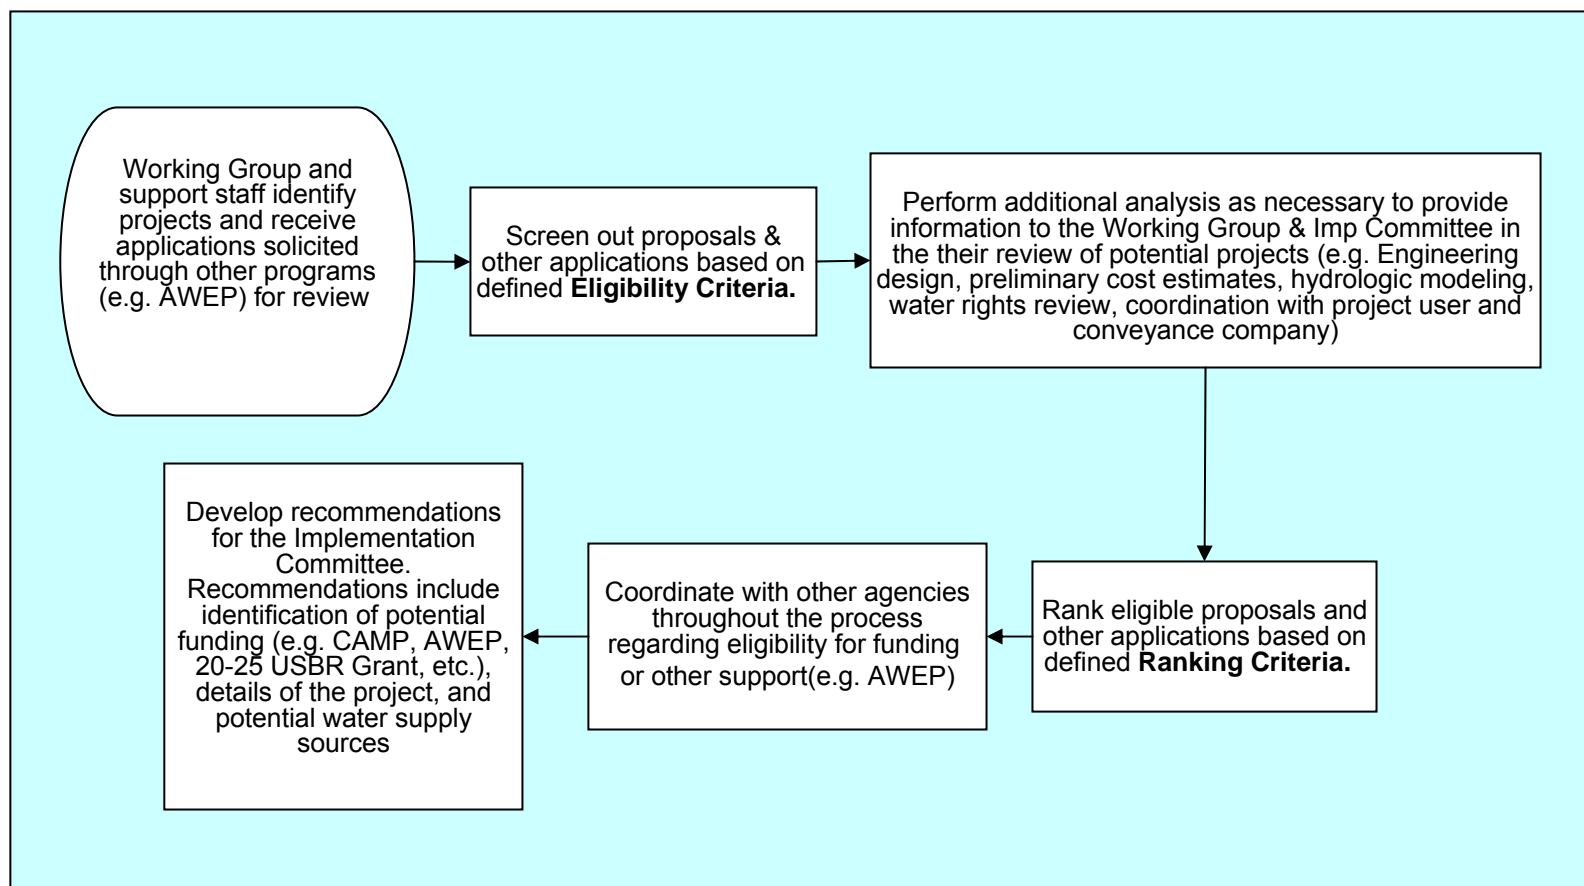 Working Group and
support staff identify
projects and receive
applications solicited
through other programs
(e.g. AWEP) for review
Screen out proposals &
other applications based on
defined Eligibility Criteria.
Perform additional analysis as necessary to provide
information to the Working Group & Imp Committee in
the their review of potential projects (e.g. Engineering
design, preliminary cost estimates, hydrologic modeling,
water rights review, coordination with project user and
conveyance company)
Rank eligible proposals and
other applications based on
defined Ranking Criteria.
Coordinate with other agencies
throughout the process
regarding eligibility for funding
or other support(e.g. AWEP)
Develop recommendations
for the Implementation
Committee.
Recommendations include
identification of potential
funding (e.g. CAMP, AWEP,
20-25 USBR Grant, etc.),
details of the project, and
potential water supply
sources